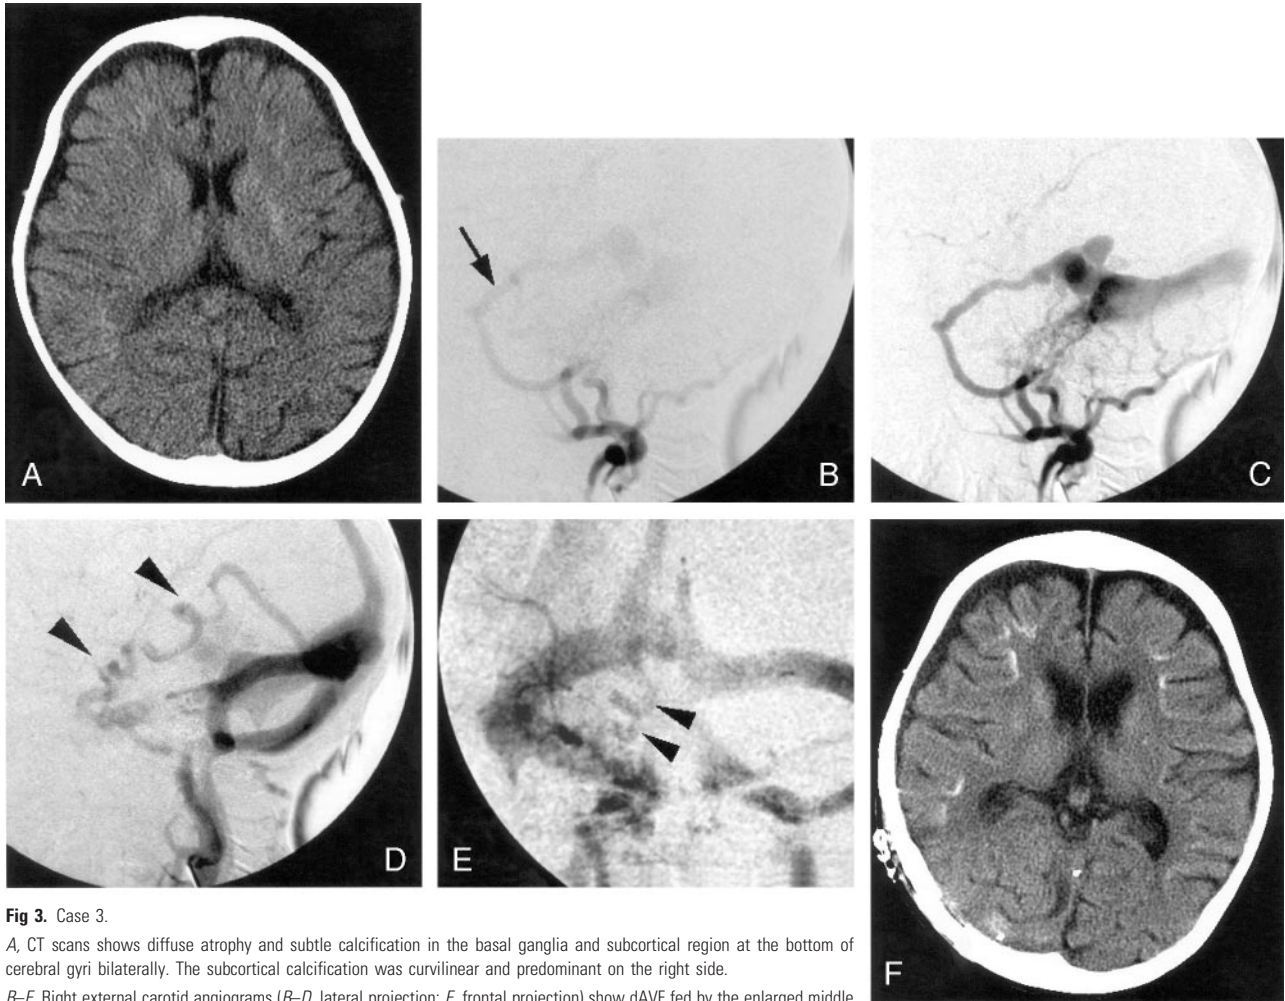 A
B
C
D
E
F
Fig 3. Case 3.
A, CT scans shows diffuse atrophy and subtle calcification in the basal ganglia and subcortical region at the bottom of
cerebral gyri bilaterally. The subcortical calcification was curvilinear and predominant on the right side.
B–E, Right external carotid angiograms (B–D, lateral projection; E, frontal projection) show dAVF fed by the enlarged middle